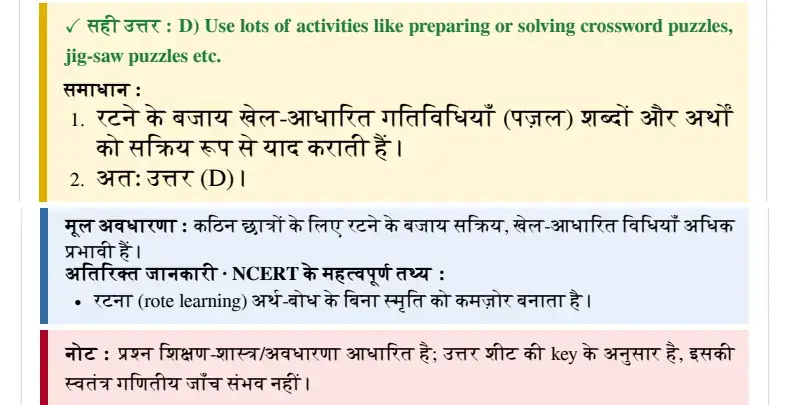 ✓ सही उत्तर : D) Use lots of activities like preparing or solving crossword puzzles,
jig-saw puzzles etc.
समाधान :
1. रटने के बजाय खेल-आधारित गतिविधियाँ (पज़ल) शब्दों और अर्थों
को सक्रिय रूप से याद कराती हैं।
2. अतः उत्तर (D)।
मूल अवधारणा : कठिन छात्रों के लिए रटने के बजाय सक्रिय, खेल-आधारित विधियाँ अधिक
प्रभावी हैं।
अतिरिक्त जानकारी · NCERT के महत्वपूर्ण तथ्य :
• रटना (rote learning) अर्थ-बोध के बिना स्मृति को कमज़ोर बनाता है।
नोट : प्रश्न शिक्षण-शास्त्र/अवधारणा आधारित है; उत्तर शीट की key के अनुसार है, इसकी
स्वतंत्र गणितीय जाँच संभव नहीं।